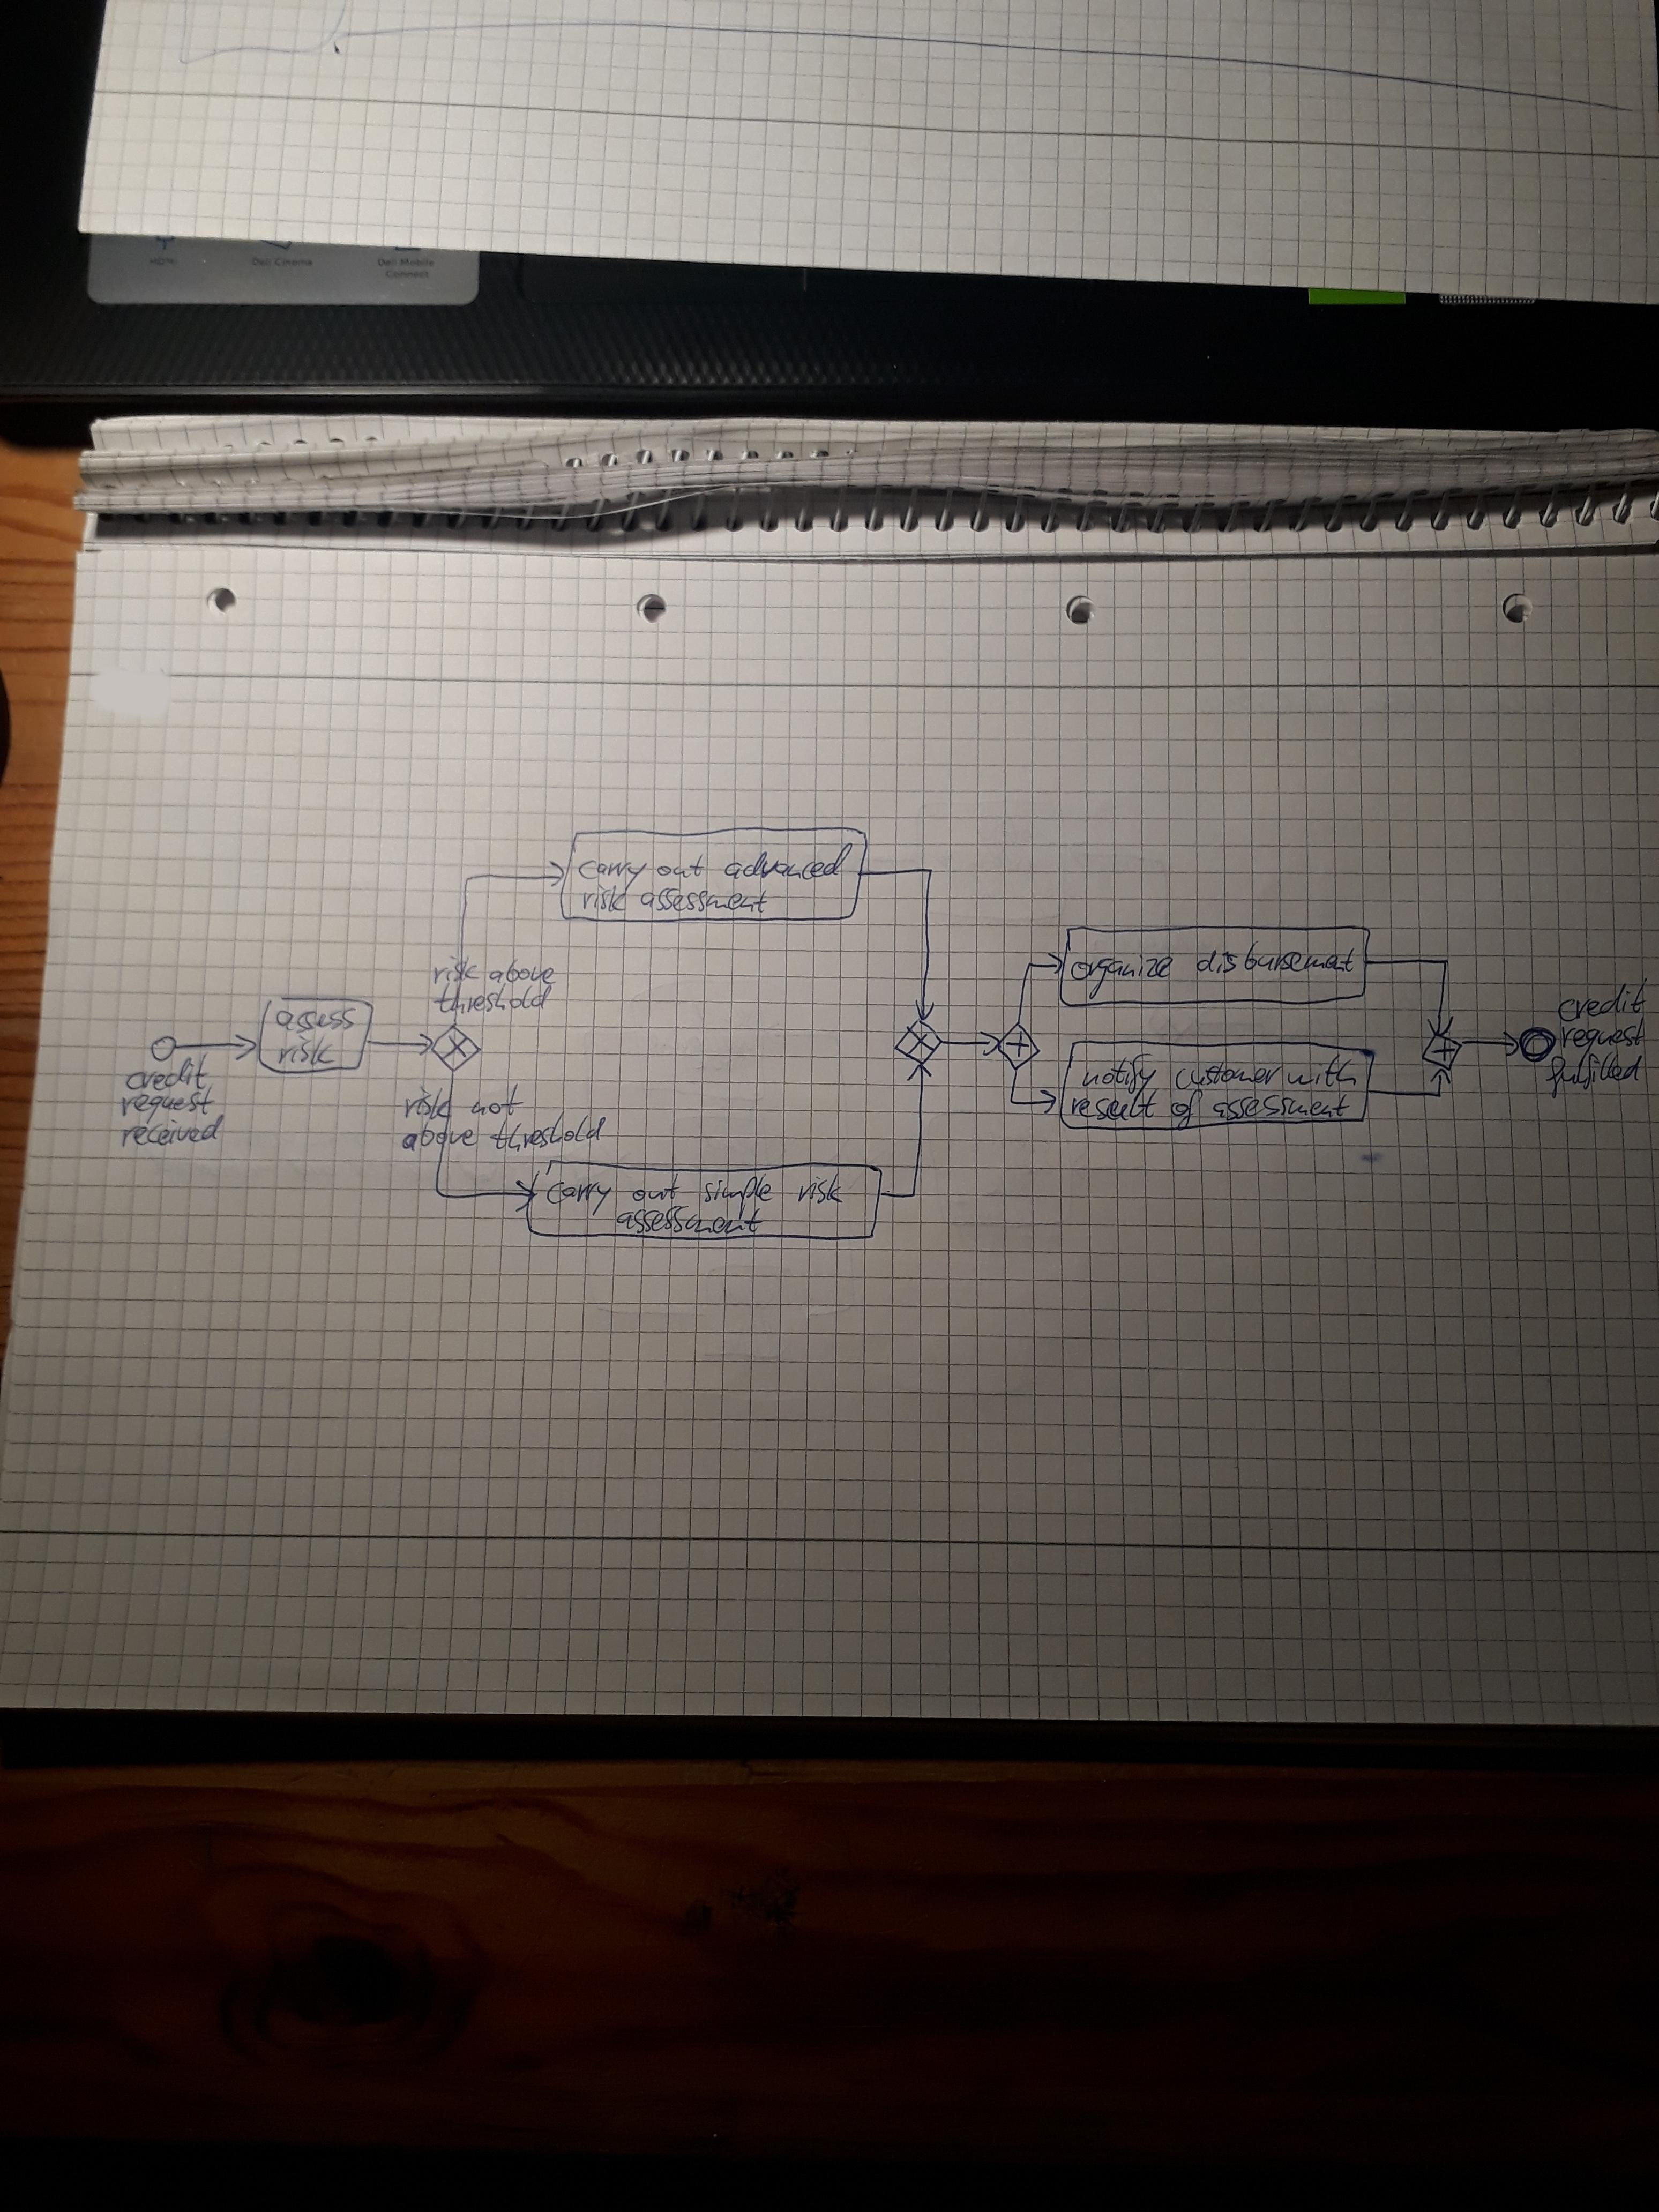 HDMI
Dell Cinema
Dell Mobile
Connect
carry out advanced
risk assessment
risk above
threshold
organize disbursement
assess
risk
credit
request
fulfilled
credit
request
received
risk not
above threshold
notify customer with
result of assessment
carry out simple risk
assessment